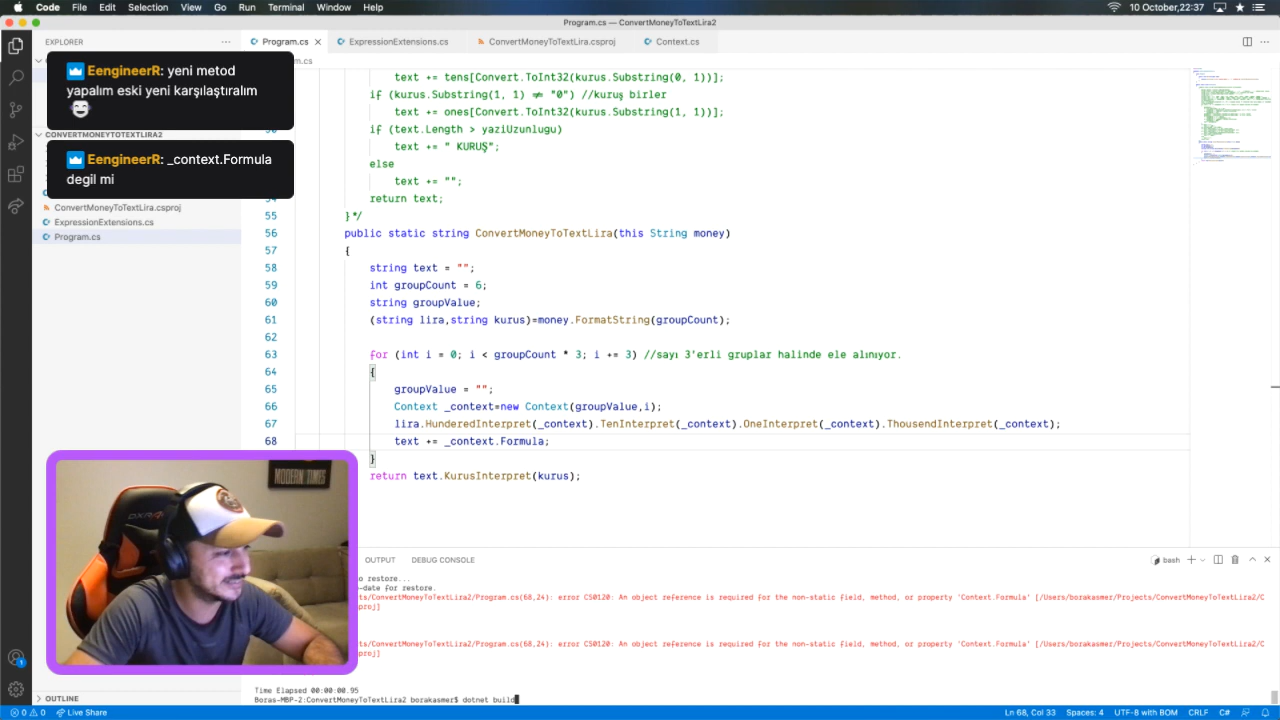 Code File Edit Selection View Go Run Terminal Window Help
10 October,22:37
Program.cs — ConvertMoneyToTextLira2
EXPLORER
Program.cs
ExpressionExtensions.cs
ConvertMoneyToTextLira.csproj
Context.cs
EengineerR: yeni metod
yapalım eski yeni karşılaştıralım
CONVERTMONEYTOTEXTLIRA2
EengineerR: _context.Formula
degil mi
ConvertMoneyToTextLira.csproj
ExpressionExtensions.cs
Program.cs
text += tens[Convert.ToInt32(kurus.Substring(0, 1))];
if (kurus.Substring(1, 1) != "0") //kuruş birler
text += ones[Convert.ToInt32(kurus.Substring(1, 1))];
if (text.Length > yaziUzunlugu)
text += " KURUŞ";
else
text += "";
return text;
55 }*/
56 public static string ConvertMoneyToTextLira(this String money)
57 {
58 string text = "";
59 int groupCount = 6;
60 string groupValue;
61 (string lira,string kurus)=money.FormatString(groupCount);
62
63 for (int i = 0; i < groupCount * 3; i += 3) //sayı 3'erli gruplar halinde ele alınıyor.
64 {
65 groupValue = "";
66 Context _context=new Context(groupValue,i);
67 lira.HunderedInterpret(_context).TenInterpret(_context).OneInterpret(_context).ThousendInterpret(_context);
68 text += _context.Formula;
}
return text.KurusInterpret(kurus);
OUTPUT DEBUG CONSOLE
bash
o restore...
-date for restore.
cts/ConvertMoneyToTextLira2/Program.cs(68,24): error CS0120: An object reference is required for the non-static field, method, or property 'Context.Formula' [/Users/borakasmer/Projects/ConvertMoneyToTextLira2/C
proj]
cts/ConvertMoneyToTextLira2/Program.cs(68,24): error CS0120: An object reference is required for the non-static field, method, or property 'Context.Formula' [/Users/borakasmer/Projects/ConvertMoneyToTextLira2/C
proj]
Time Elapsed 00:00:00.95
Boras-MBP-2:ConvertMoneyToTextLira2 borakasmer$ dotnet build
MODERN TIMES
OUTLINE
0 0 Live Share
Ln 68, Col 33 Spaces: 4 UTF-8 with BOM CRLF C#